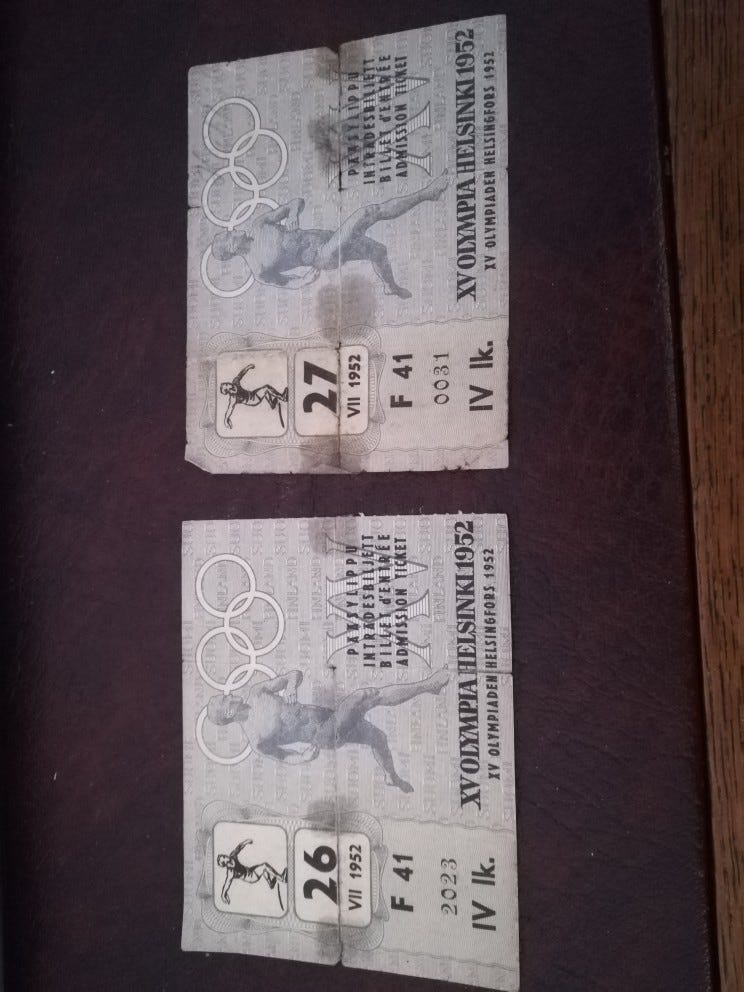 26
VII 1952
F 41
2023
IV lk.
PÄÄSYLIPPU
INTRÄDESBILJETT
BILLET d'ENTRÉE
ADMISSION TICKET
XV
XV OLYMPIA HELSINKI 1952
XV OLYMPIADEN HELSINGFORS 1952
27
VII 1952
F 41
0031
IV lk.
PÄÄSYLIPPU
INTRÄDESBILJETT
BILLET d'ENTRÉE
ADMISSION TICKET
XV
XV OLYMPIA HELSINKI 1952
XV OLYMPIADEN HELSINGFORS 1952